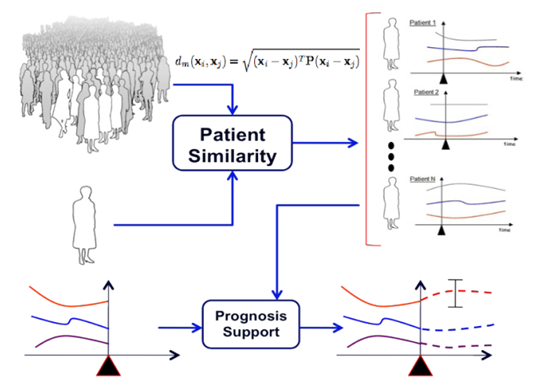 d_m(x_i, x_j) = √(x_i − x_j)^T P(x_i − x_j)
Patient 1
Time
Patient
Similarity
Patient 2
Time
Patient N
Time
Prognosis
Support